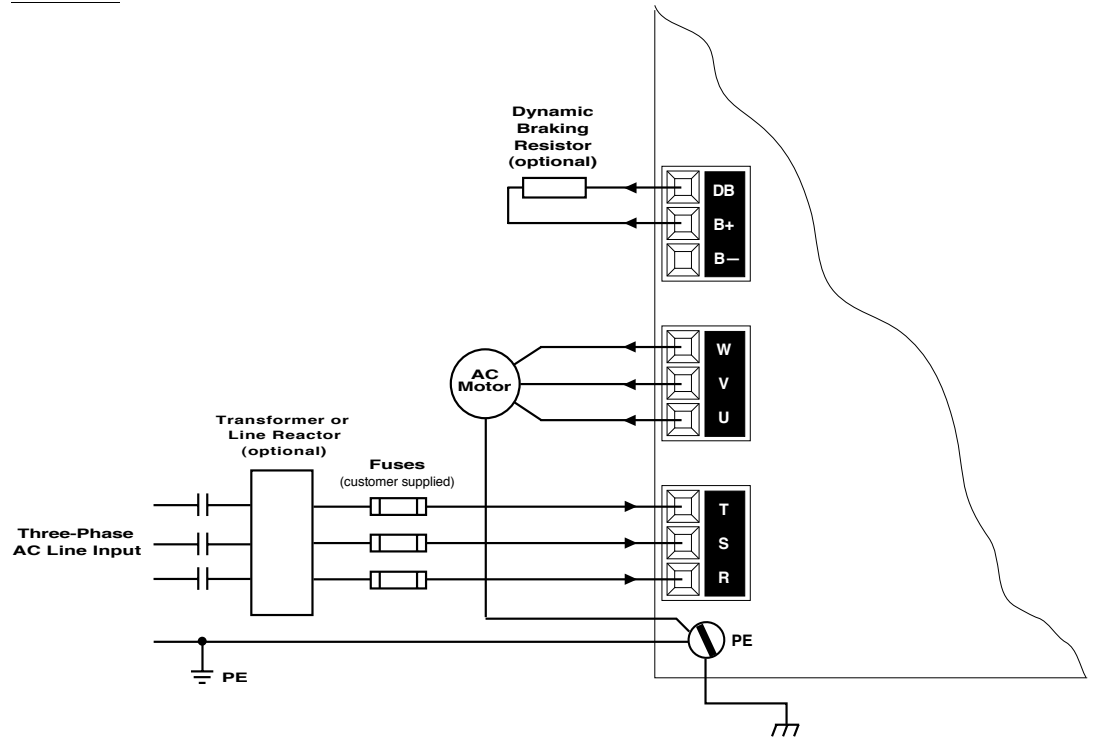 Dynamic
Braking
Resistor
(optional)
DB
B+
B–
W
V
U
AC
Motor
Transformer or
Line Reactor
(optional)
Fuses
(customer supplied)
Three-Phase
AC Line Input
T
S
R
PE
PE